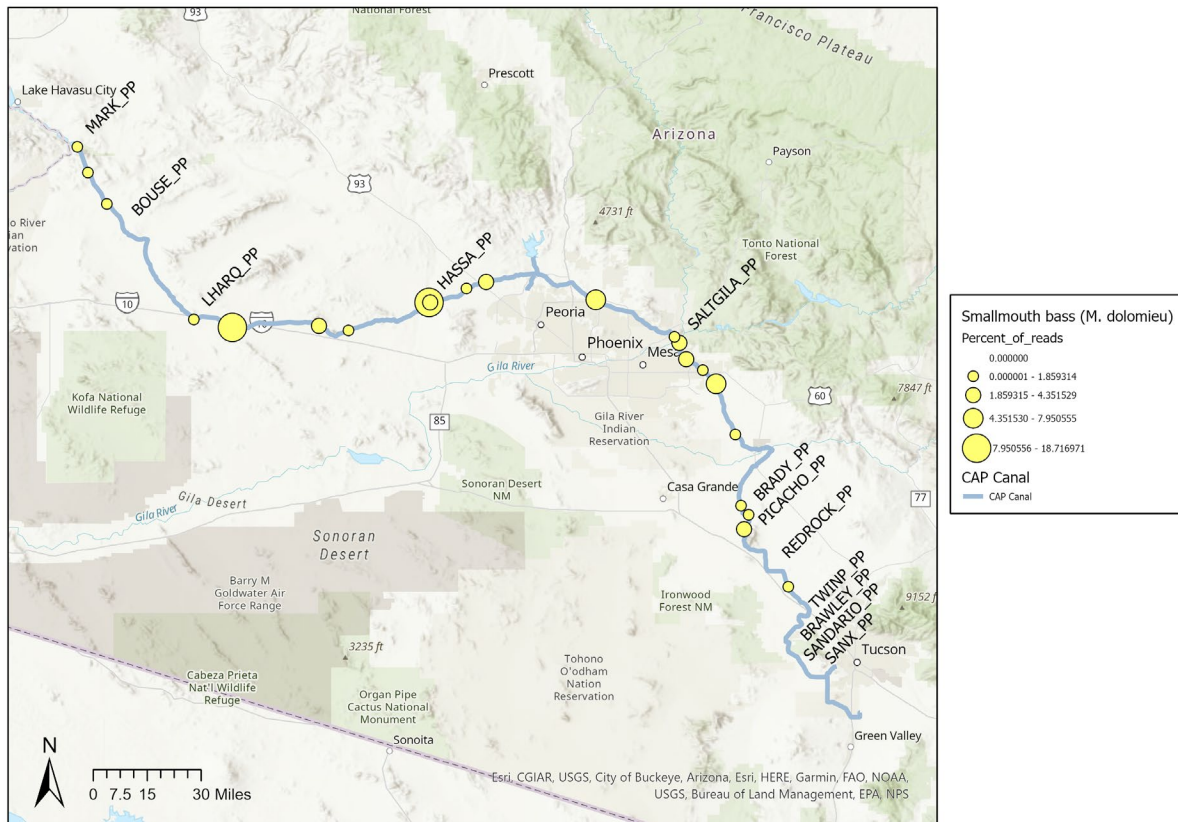 National Forest
93
Francisco Plateau
Lake Havasu City
MARK_PP
Prescott
Arizona
Payson
BOUSE_PP
93
4731 ft
Tonto National
Forest
HASSA_PP
LHARQ_PP
SALTGILA_PP
10
10
Peoria
Phoenix
Mesa
Gila River
60
7847 ft
Kofa National
Wildlife Refuge
85
Gila River
Indian
Reservation
BRADY_PP
PICACHO_PP
Sonoran Desert
NM
Casa Grande
77
Gila Desert
Gila River
REDROCK_PP
Sonoran
Desert
Barry M
Goldwater Air
Force Range
Ironwood
Forest NM
TWINP_PP
BRAWLEY_PP
SANDARIO_PP
SANX_PP
9152 ft
3235 ft
Tucson
Cabeza Prieta
Nat'l Wildlife
Refuge
Tohono
O'odham
Nation
Reservation
Organ Pipe
Cactus National
Monument
Sonoita
Green Valley
N
0 7.5 15 30 Miles
Esri, CGIAR, USGS, City of Buckeye, Arizona, Esri, HERE, Garmin, FAO, NOAA,
USGS, Bureau of Land Management, EPA, NPS
Smallmouth bass (M. dolomieu)
Percent_of_reads
0.000000
0.000001 - 1.859314
1.859315 - 4.351529
4.351530 - 7.950555
7.950556 - 18.716971
CAP Canal
CAP Canal